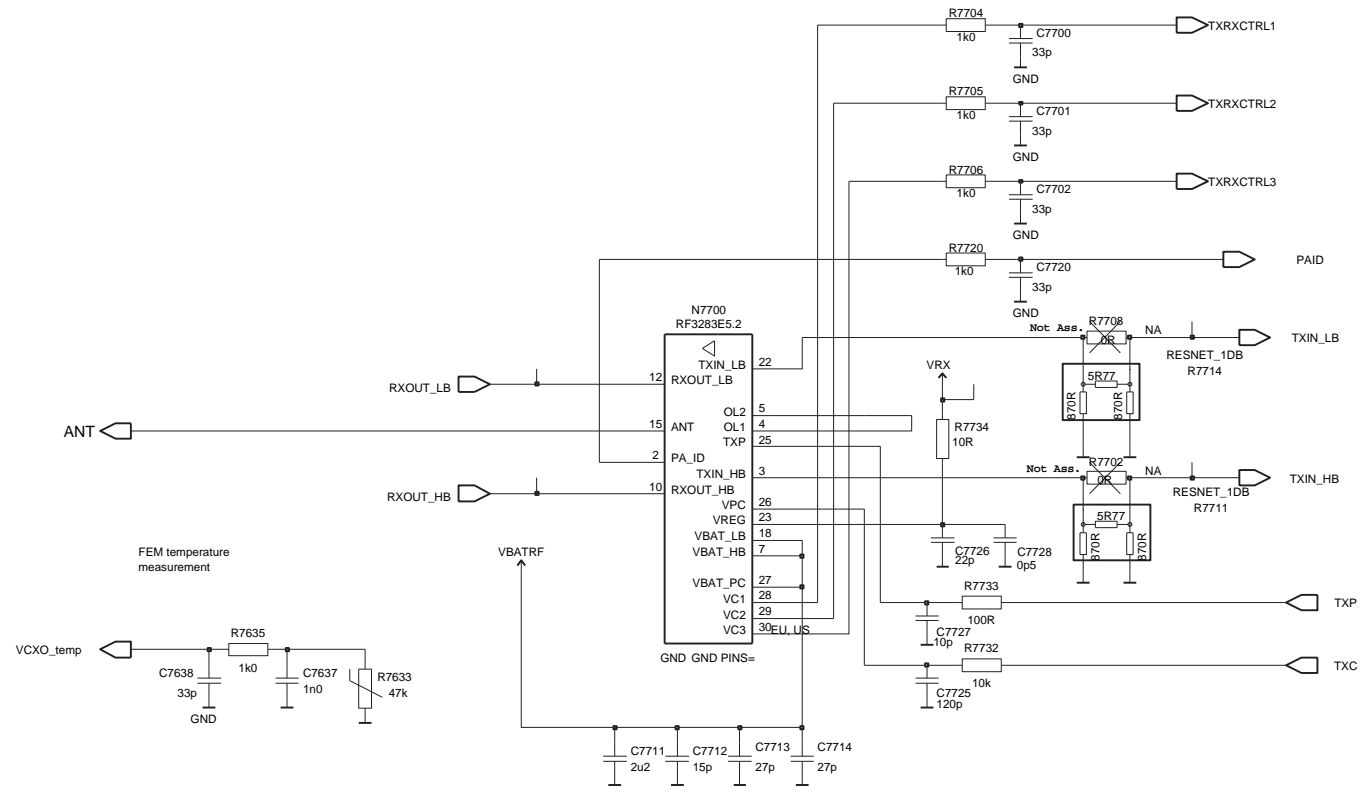 R7704
1k0
C7700
33p
GND
TXRXCTRL1
R7705
1k0
C7701
33p
GND
TXRXCTRL2
R7706
1k0
C7702
33p
GND
TXRXCTRL3
R7720
1k0
C7720
33p
GND
PAID
N7700
RF3283E5.2
TXIN_LB
22
12
RXOUT_LB
RXOUT_LB
OL2
5
15
ANT
OL1
4
ANT
TXP
25
2
PA_ID
TXIN_HB
3
10
RXOUT_HB
RXOUT_HB
VPC
26
VREG
23
VBAT_LB
18
VBAT_HB
7
VBAT_PC
27
VC1
28
VC2
29
VC3
30
EU, US
GND GND PINS=
VRX
R7734
10R
C7726
22p
C7728
0p5
Not Ass.
R7708
0R
NA
RESNET_1DB
R7714
TXIN_LB
5R77
870R
870R
Not Ass.
R7702
0R
NA
RESNET_1DB
R7711
TXIN_HB
5R77
870R
870R
R7733
100R
C7727
10p
TXP
R7732
10k
C7725
120p
TXC
FEM temperature
measurement
VBATRF
VCXO_temp
R7635
1k0
C7638
33p
GND
C7637
1n0
R7633
47k
C7711
2u2
C7712
15p
C7713
27p
C7714
27p